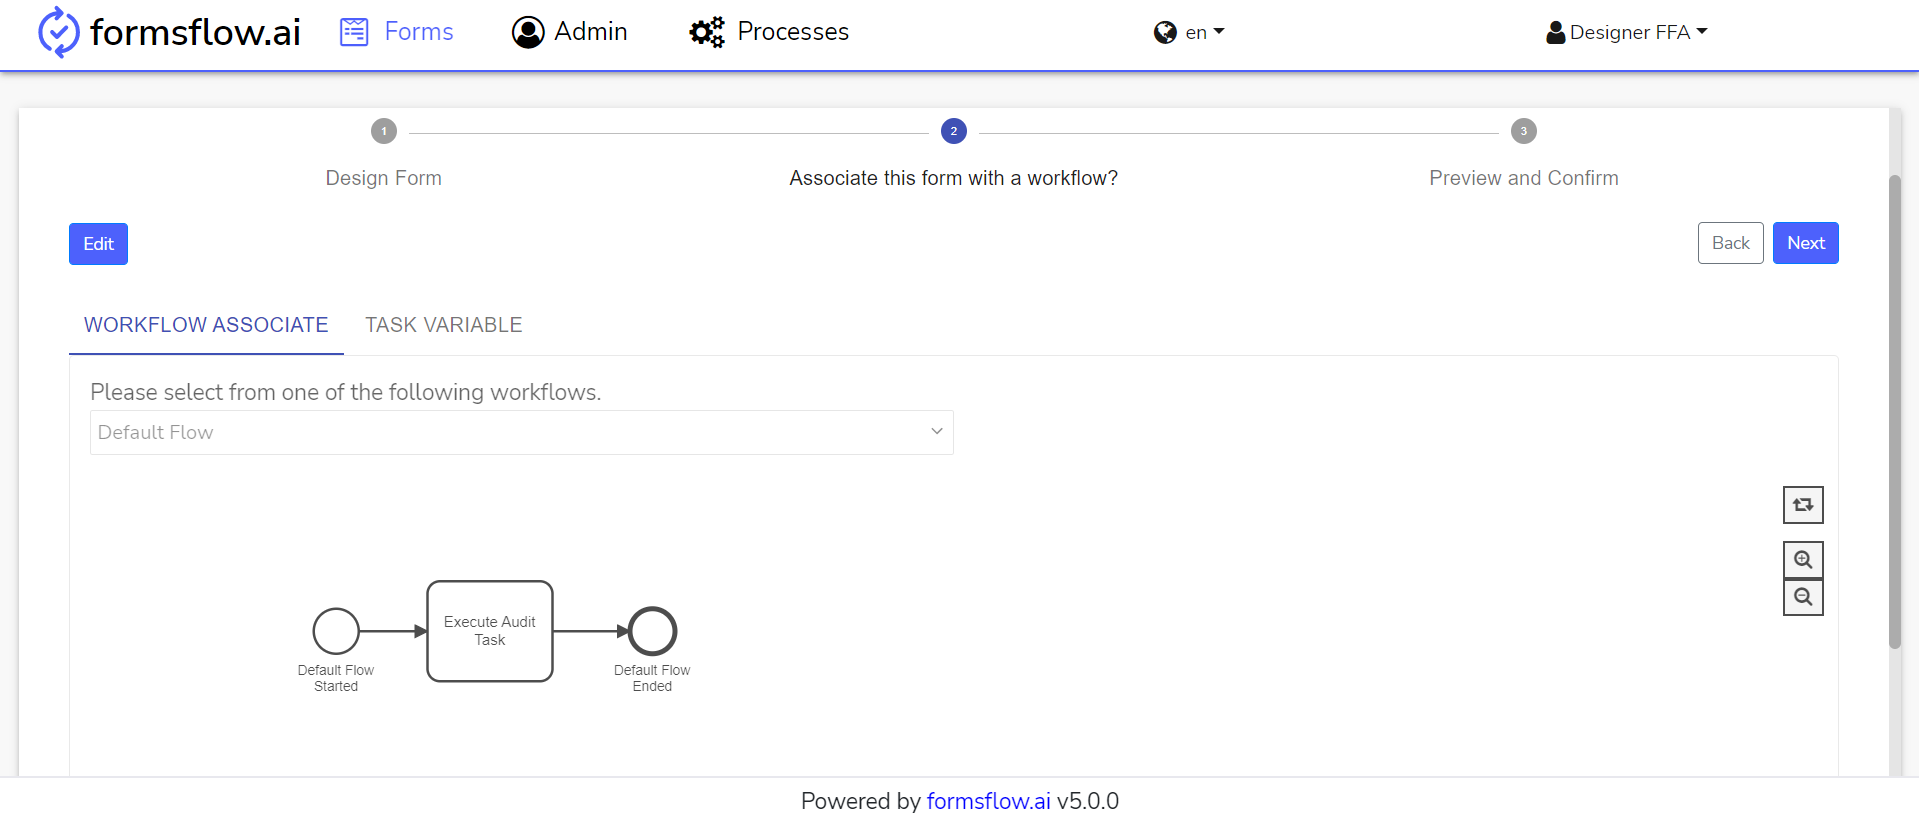 formsflow.ai Forms Admin Processes en Designer FFA
1 2 3
Design Form Associate this form with a workflow? Preview and Confirm
Edit Back Next
WORKFLOW ASSOCIATE TASK VARIABLE
Please select from one of the following workflows.
Default Flow
Execute Audit
Task
Default Flow
Started
Default Flow
Ended
Powered by formsflow.ai v5.0.0